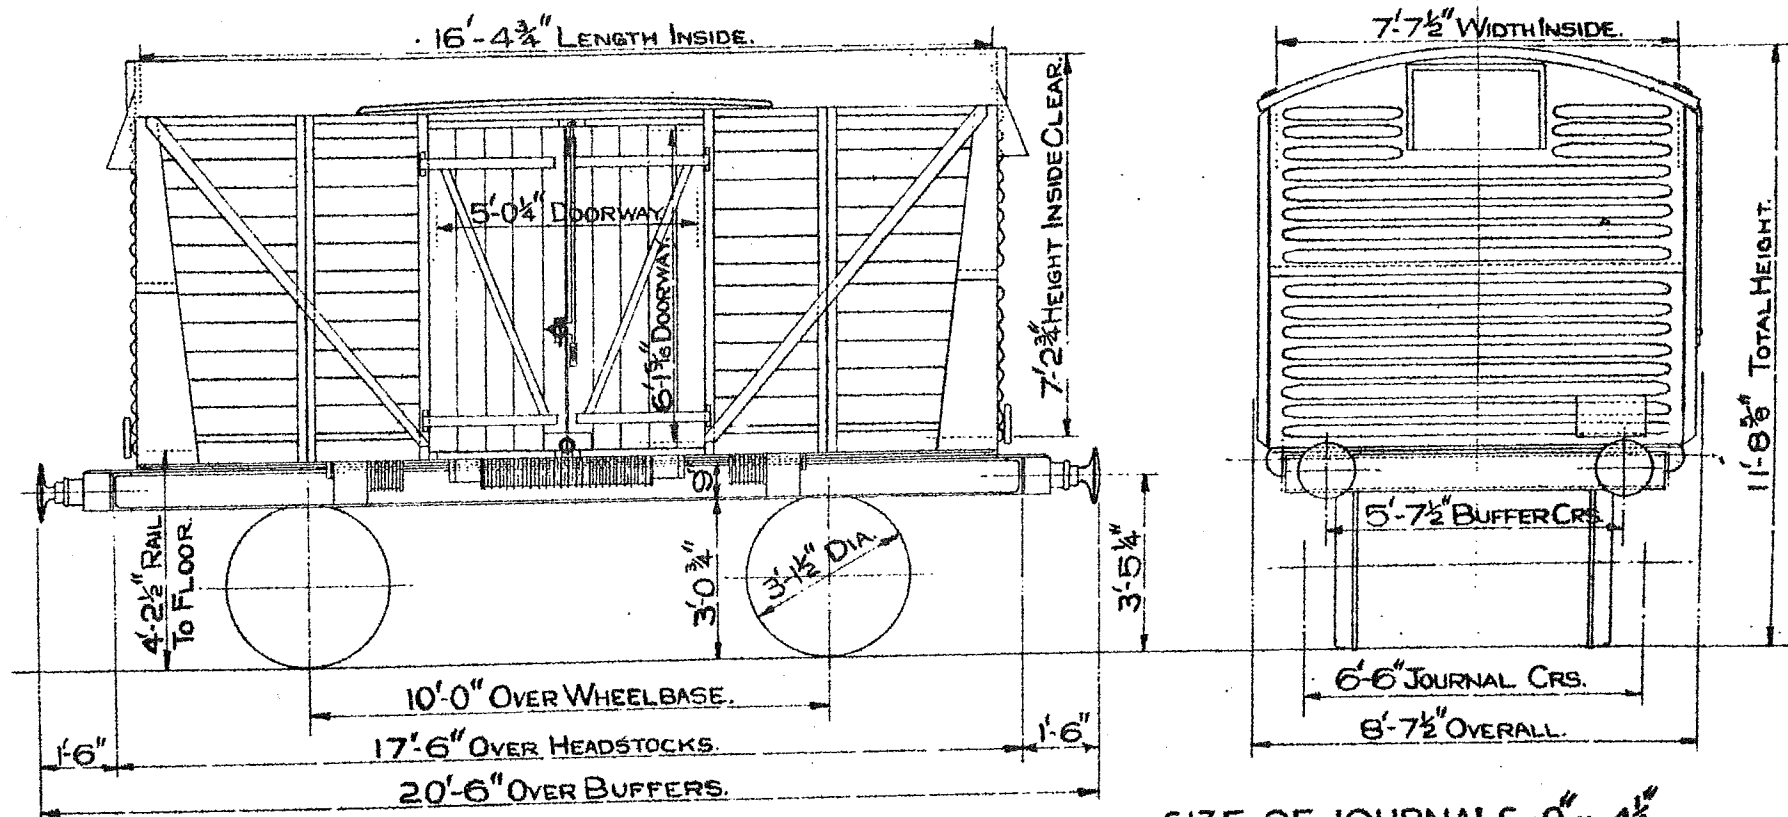 16'-4¾" LENGTH INSIDE.
7'-7½" WIDTH INSIDE.
7'-2¾" HEIGHT INSIDE CLEAR.
5'-0¼" DOORWAY.
6'-1 5/16" DOORWAY.
11'-8⅝" TOTAL HEIGHT.
9"
5'-7½" BUFFER CRS.
4'-2½" RAIL
TO FLOOR.
3'-0¾"
3'-1½" DIA.
3'-5¼"
10'-0" OVER WHEELBASE.
6'-6" JOURNAL CRS.
1'-6"
17'-6" OVER HEADSTOCKS.
1'-6"
8'-7½" OVERALL.
20'-6" OVER BUFFERS.
SIZE OF JOURNALS